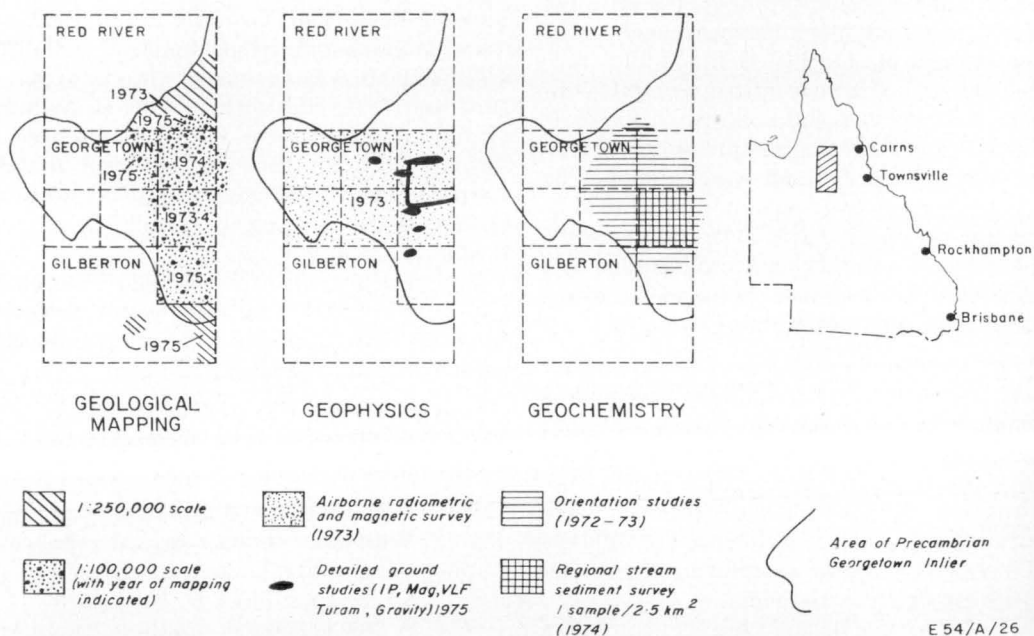 RED RIVER
1973
1975
GEORGETOWN
1974
1975
1973-4
GILBERTON
1975
1975
GEOLOGICAL
MAPPING
RED RIVER
GEORGETOWN
1973
GILBERTON
GEOPHYSICS
RED RIVER
GEORGETOWN
GILBERTON
GEOCHEMISTRY
Cairns
Townsville
Rockhampton
Brisbane
1:250,000 scale
1:100,000 scale
(with year of mapping
indicated)
Airborne radiometric
and magnetic survey
(1973)
Detailed ground
studies (IP, Mag, VLF
Turam, Gravity) 1975
Orientation studies
(1972-73)
Regional stream
sediment survey
1 sample/2·5 km²
(1974)
Area of Precambrian
Georgetown Inlier
E 54/A/26